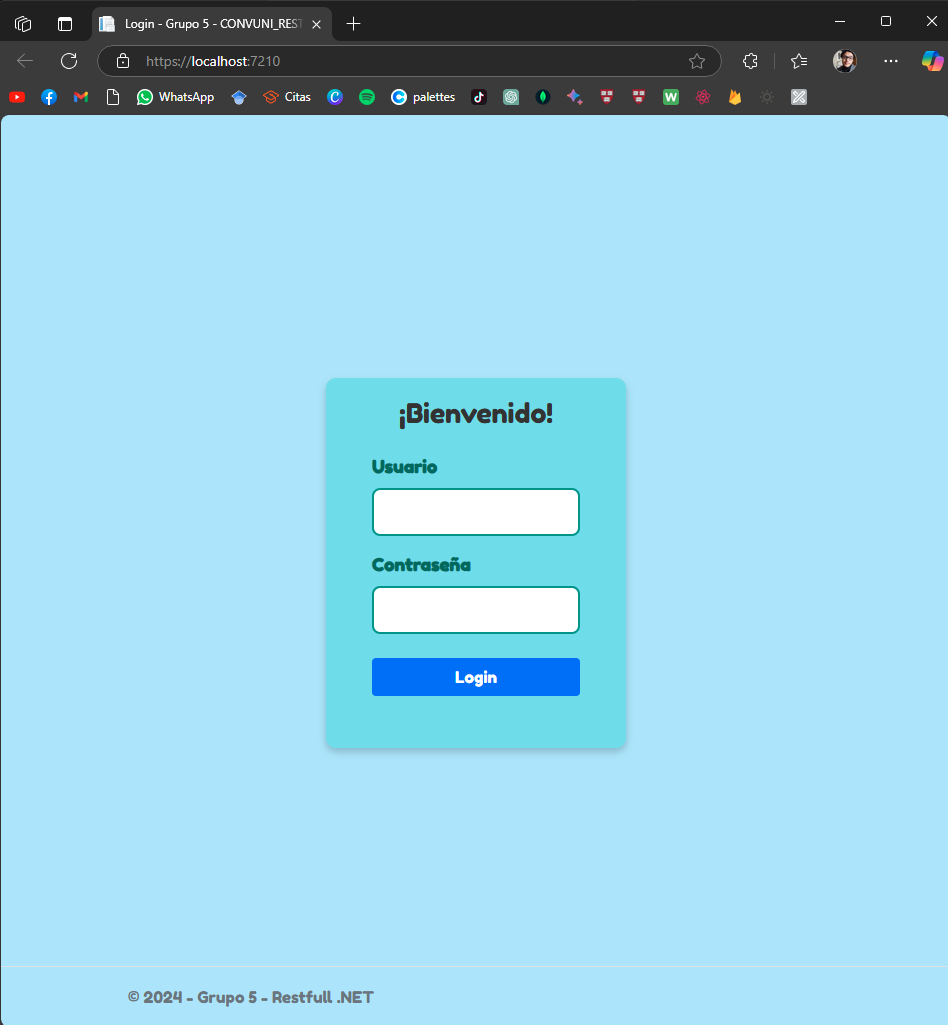 Login - Grupo 5 - CONVUNI_REST
https://localhost:7210
WhatsApp
Citas
palettes
¡Bienvenido!
Usuario
Contraseña
Login
© 2024 - Grupo 5 - Restfull .NET